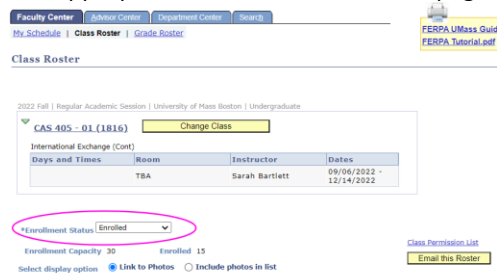 Faculty Center Advisor Center Department Center Search
My Schedule | Class Roster | Grade Roster
FERPA UMass Guid
FERPA Tutorial.pdf
Class Roster
2022 Fall | Regular Academic Session | University of Mass Boston | Undergraduate
CAS 405 - 01 (1816) Change Class
International Exchange (Cont)
Days and Times Room Instructor Dates
TBA Sarah Bartlett 09/06/2022 -
12/14/2022
*Enrollment Status Enrolled
Enrollment Capacity 30 Enrolled 15
Class Permission List
Select display option Link to Photos Include photos in list
Email this Roster